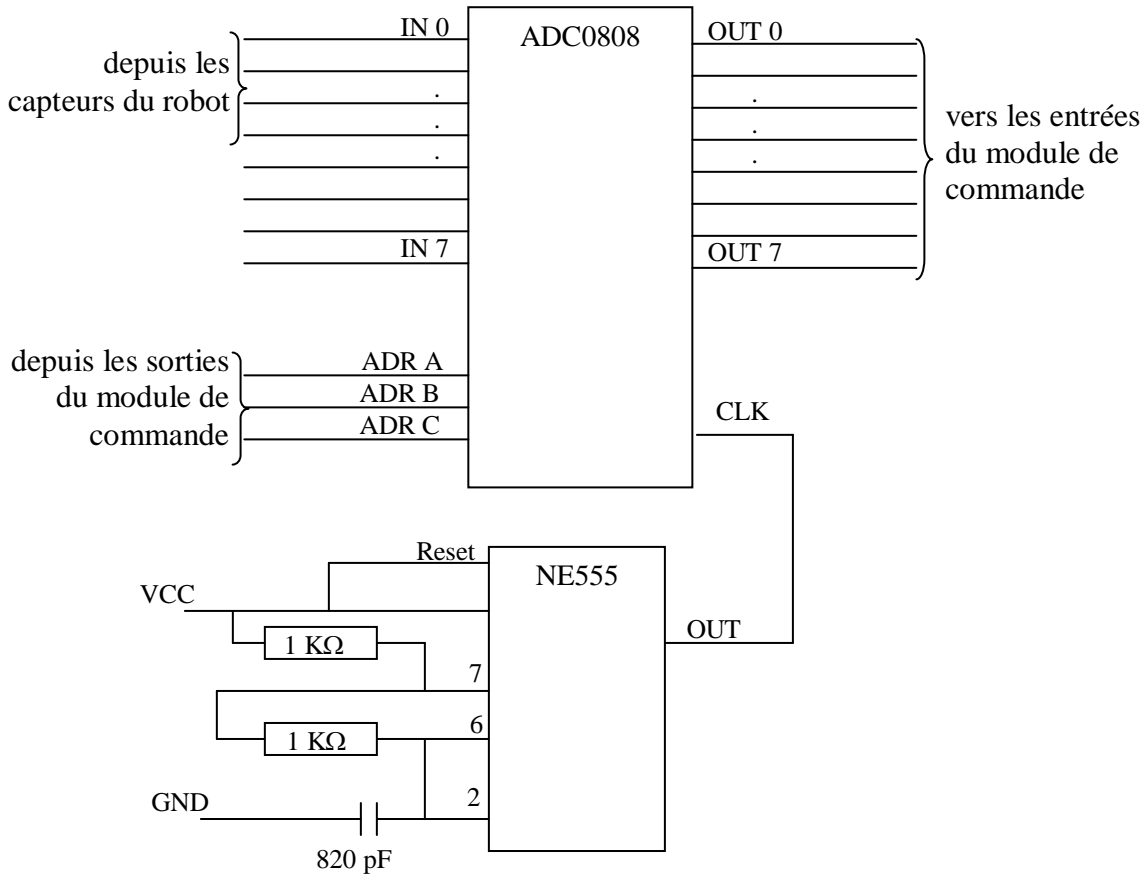 IN 0
ADC0808
OUT 0
depuis les
capteurs du robot
.
.
.
.
.
.
vers les entrées
du module de
commande
IN 7
OUT 7
depuis les sorties
du module de
commande
ADR A
ADR B
ADR C
CLK
Reset
NE555
VCC
OUT
1 KΩ
7
6
1 KΩ
GND
2
820 pF